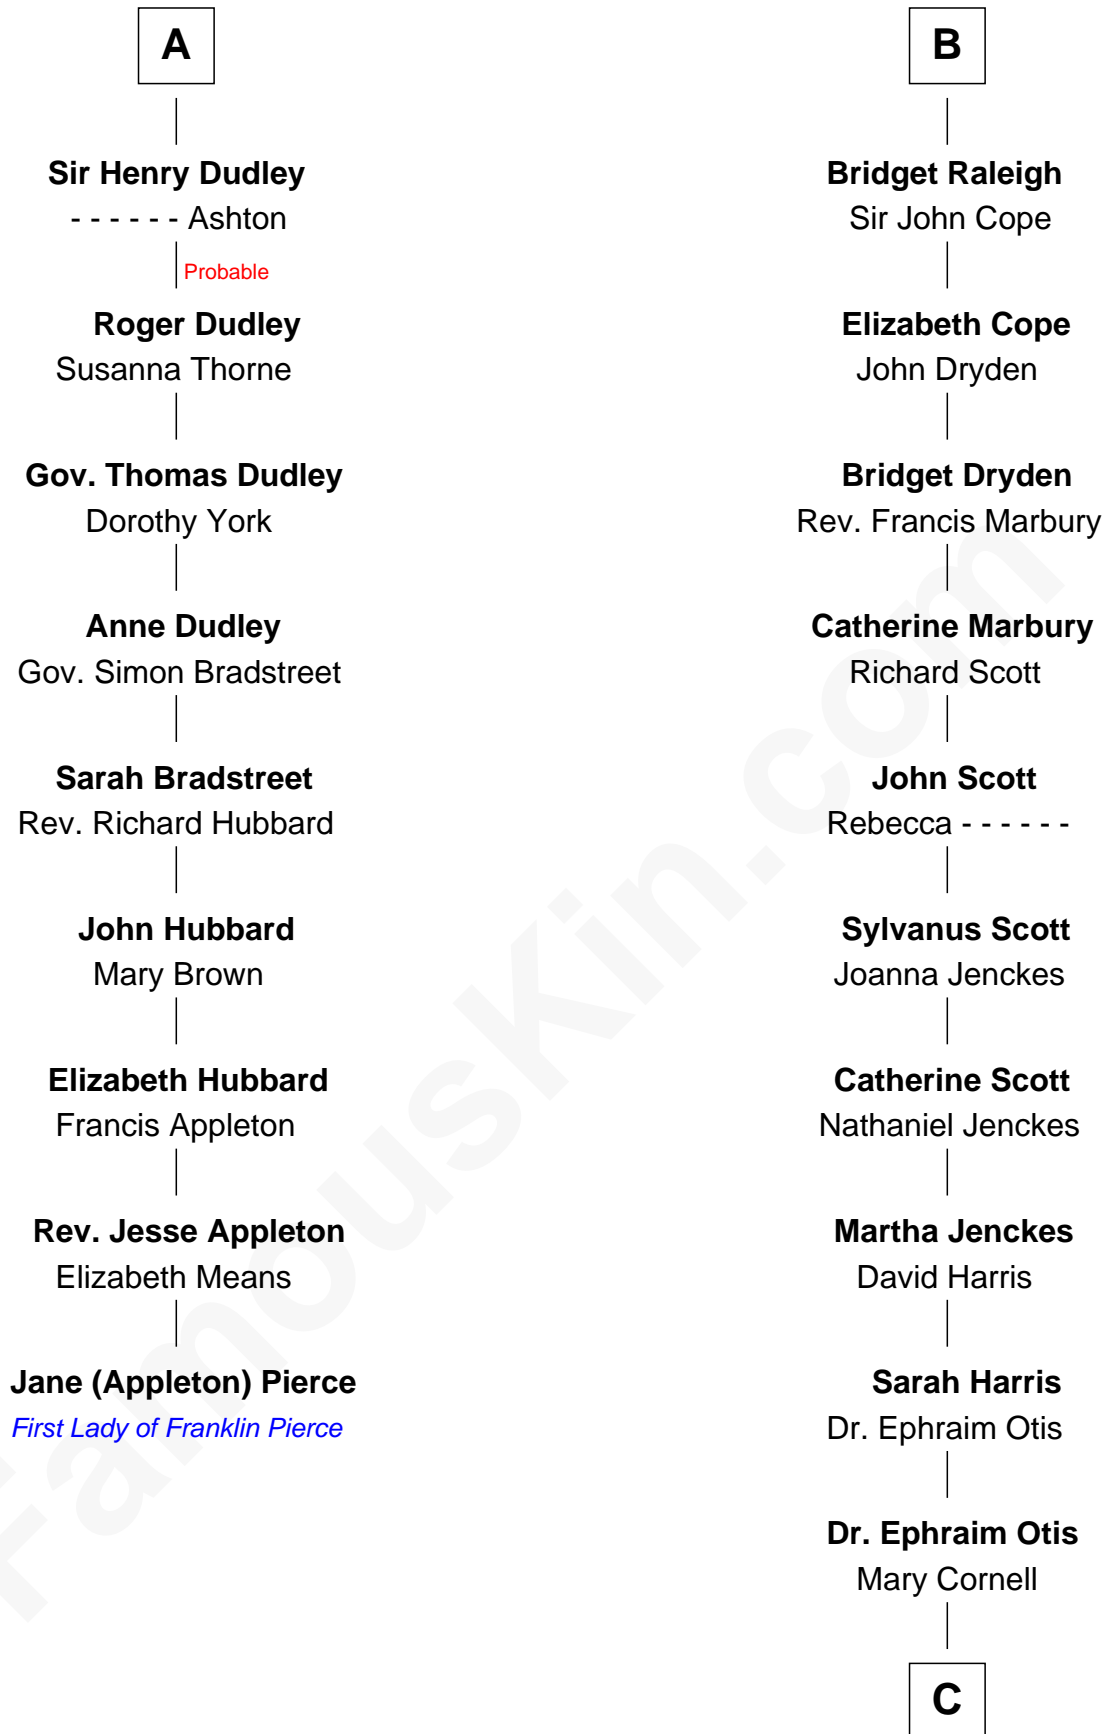 A
Sir Henry Dudley
- - - - - - Ashton
Probable
Roger Dudley
Susanna Thorne
Gov. Thomas Dudley
Dorothy York
Anne Dudley
Gov. Simon Bradstreet
Sarah Bradstreet
Rev. Richard Hubbard
John Hubbard
Mary Brown
Elizabeth Hubbard
Francis Appleton
Rev. Jesse Appleton
Elizabeth Means
Jane (Appleton) Pierce
First Lady of Franklin Pierce
B
Bridget Raleigh
Sir John Cope
Elizabeth Cope
John Dryden
Bridget Dryden
Rev. Francis Marbury
Catherine Marbury
Richard Scott
John Scott
Rebecca - - - - - -
Sylvanus Scott
Joanna Jenckes
Catherine Scott
Nathaniel Jenckes
Martha Jenckes
David Harris
Sarah Harris
Dr. Ephraim Otis
Dr. Ephraim Otis
Mary Cornell
C
FamousKin.com